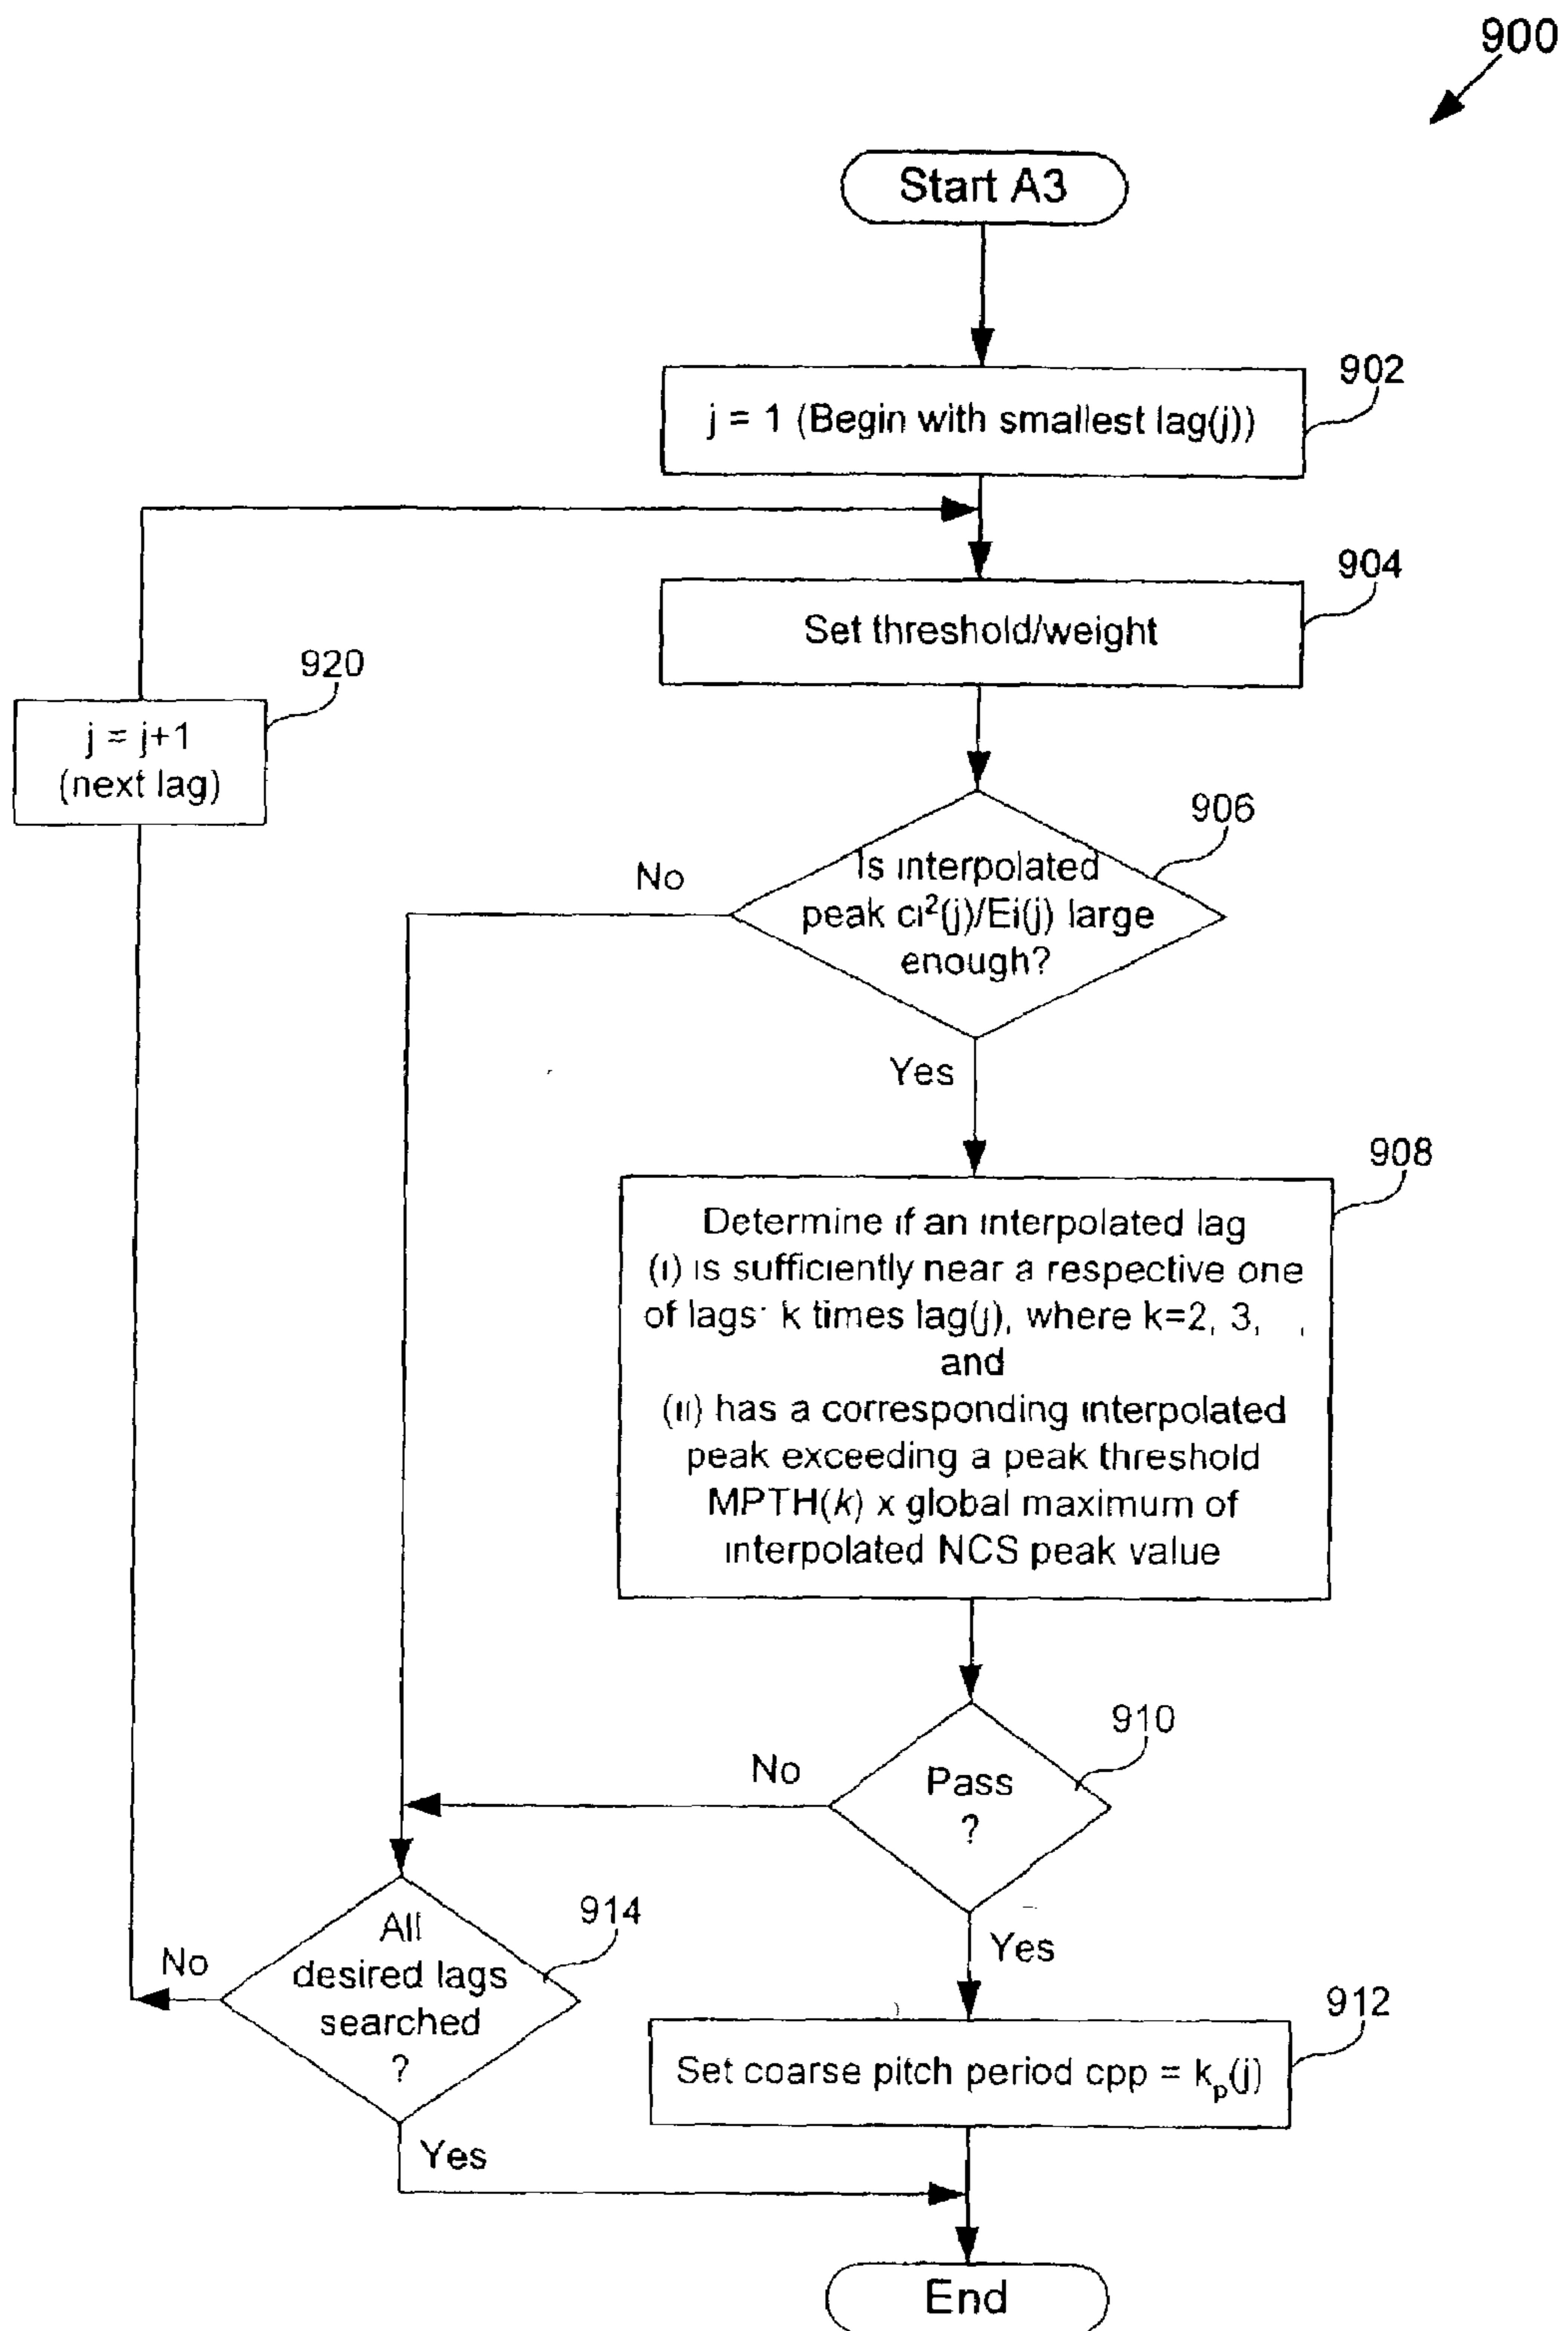 900
Start A3
902
j = 1 (Begin with smallest lag(j))
904
Set threshold/weight
920
j = j+1
(next lag)
906
Is interpolated
peak ci²(j)/Ei(j) large
enough?
No
Yes
908
Determine if an interpolated lag
(i) is sufficiently near a respective one
of lags: k times lag(j), where k=2, 3, ,
and
(ii) has a corresponding interpolated
peak exceeding a peak threshold
MPTH(k) x global maximum of
interpolated NCS peak value
910
Pass
?
No
Yes
914
All
desired lags
searched
?
No
Yes
912
Set coarse pitch period cpp = kₚ(j)
End